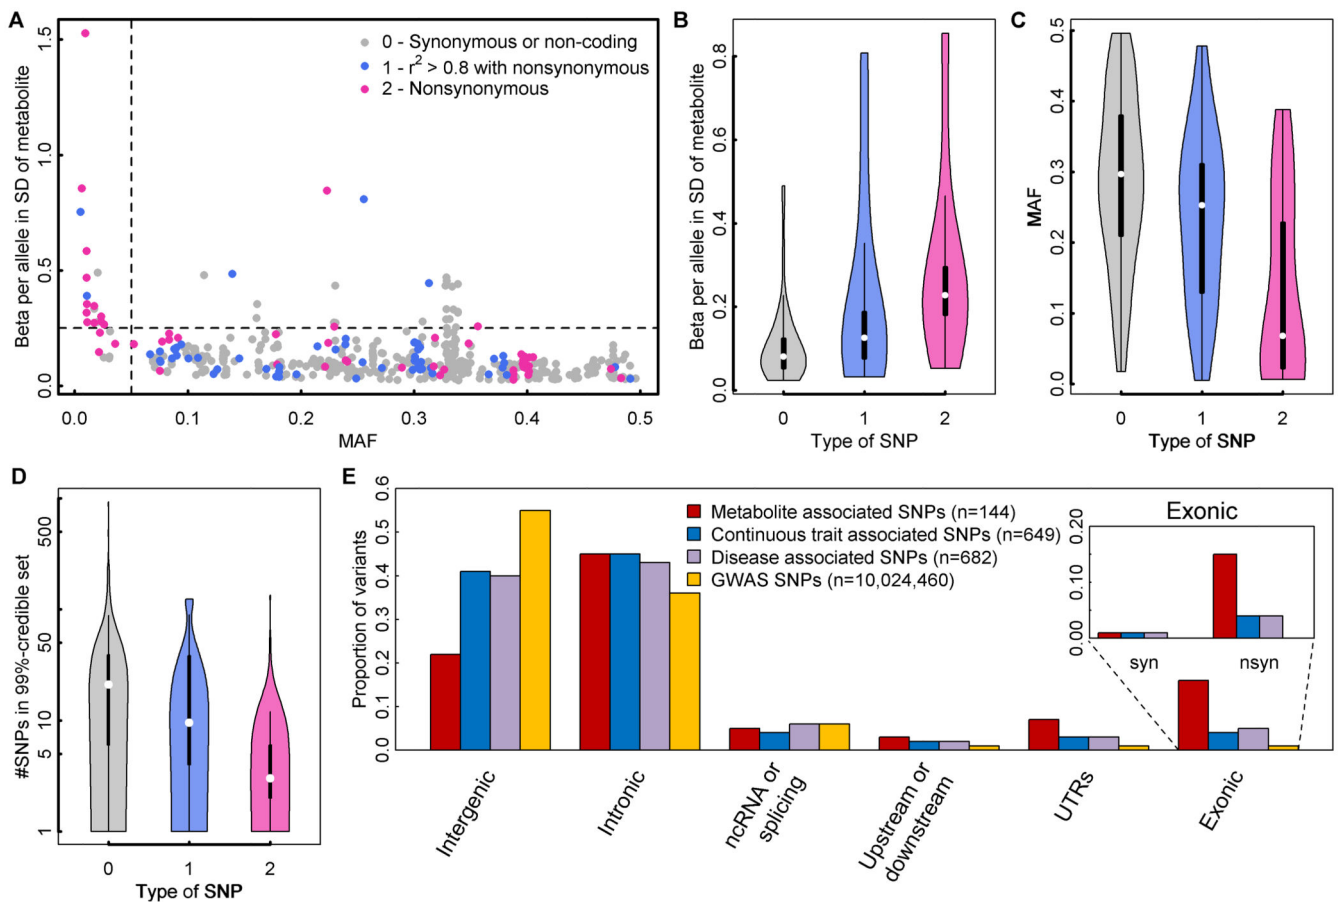 A
1.5
1.0
0.5
0.0
Beta per allele in SD of metabolite
0 - Synonymous or non-coding
1 - r2 > 0.8 with nonsynonymous
2 - Nonsynonymous
0.0 0.1 0.2 0.3 0.4 0.5
MAF
B
0.8
0.6
0.4
0.2
0.0
Beta per allele in SD of metabolite
0 1 2
Type of SNP
C
0.5
0.4
0.3
0.2
0.1
0.0
MAF
0 1 2
Type of SNP
D
500
50
10
5
1
#SNPs in 99%-credible set
0 1 2
Type of SNP
E
0.6
0.5
0.4
0.3
0.2
0.1
0.0
Proportion of variants
Metabolite associated SNPs (n=144)
Continuous trait associated SNPs (n=649)
Disease associated SNPs (n=682)
GWAS SNPs (n=10,024,460)
Exonic
0.20
0.10
0.00
syn nsyn
Intergenic
Intronic
ncRNA or
splicing
Upstream or
downstream
UTRs
Exonic